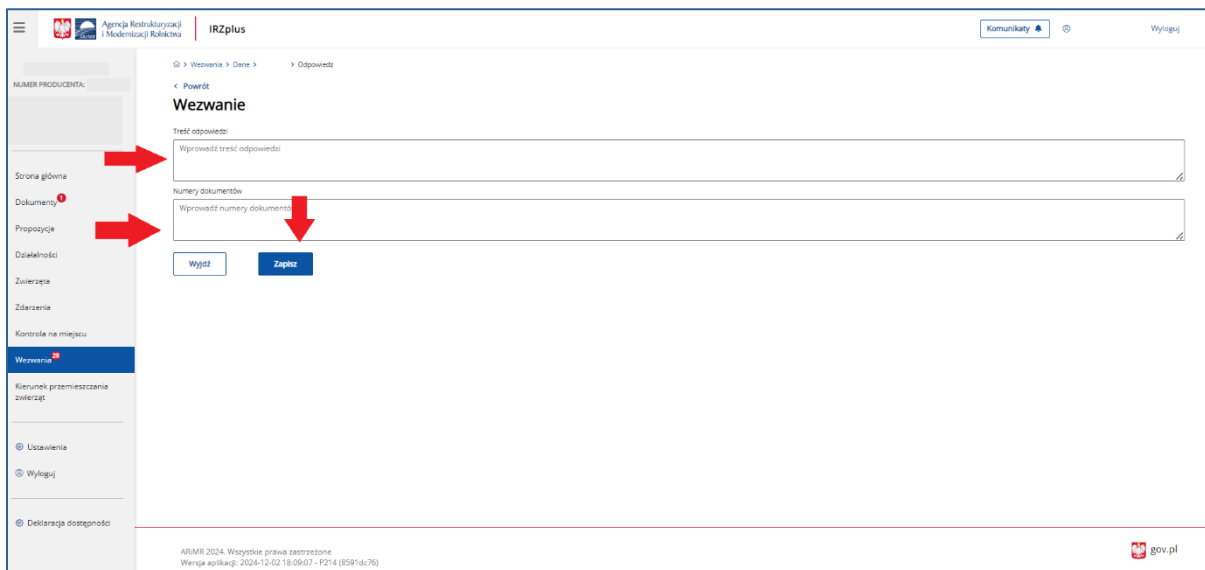 Agencja Restrukturyzacji
i Modernizacji Rolnictwa
ARiMR
IRZplus
Komunikaty
Wyloguj
NUMER PRODUCENTA:
Strona główna
Dokumenty 1
Propozycje
Działalności
Zwierzęta
Zdarzenia
Kontrola na miejscu
Wezwania 26
Kierunek przemieszczania
zwierząt
Ustawienia
Wyloguj
Deklaracja dostępności
> Wezwania > Dane > > Odpowiedz
< Powrót
Wezwanie
Treść odpowiedzi
Wprowadź treść odpowiedzi
Numery dokumentów
Wprowadź numery dokumentów
Wyjdź
Zapisz
ARiMR 2024. Wszystkie prawa zastrzeżone
Wersja aplikacji: 2024-12-02 18:09:07 - P214 (8591dc76)
gov.pl